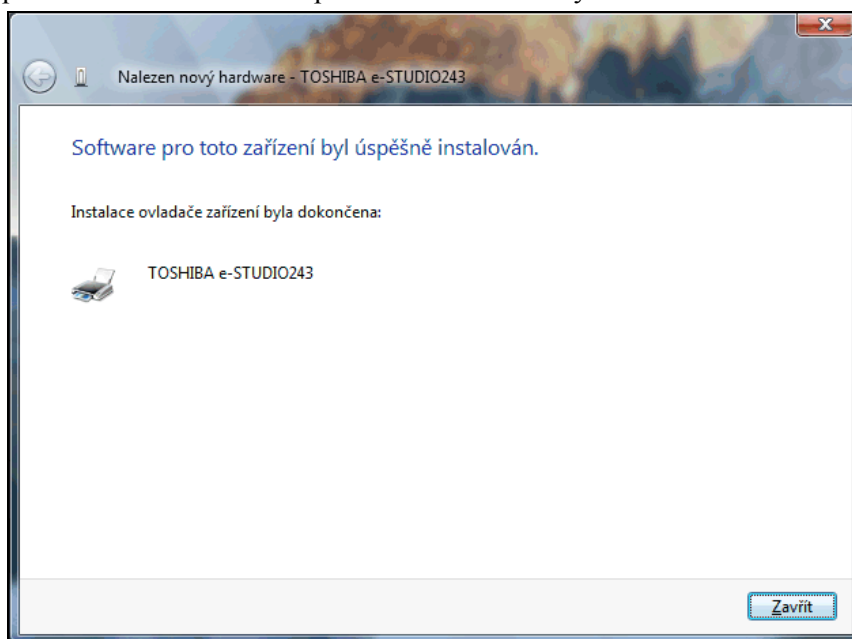 Nalezen nový hardware - TOSHIBA e-STUDIO243
Software pro toto zařízení byl úspěšně instalován.
Instalace ovladače zařízení byla dokončena:
TOSHIBA e-STUDIO243
Zavřít